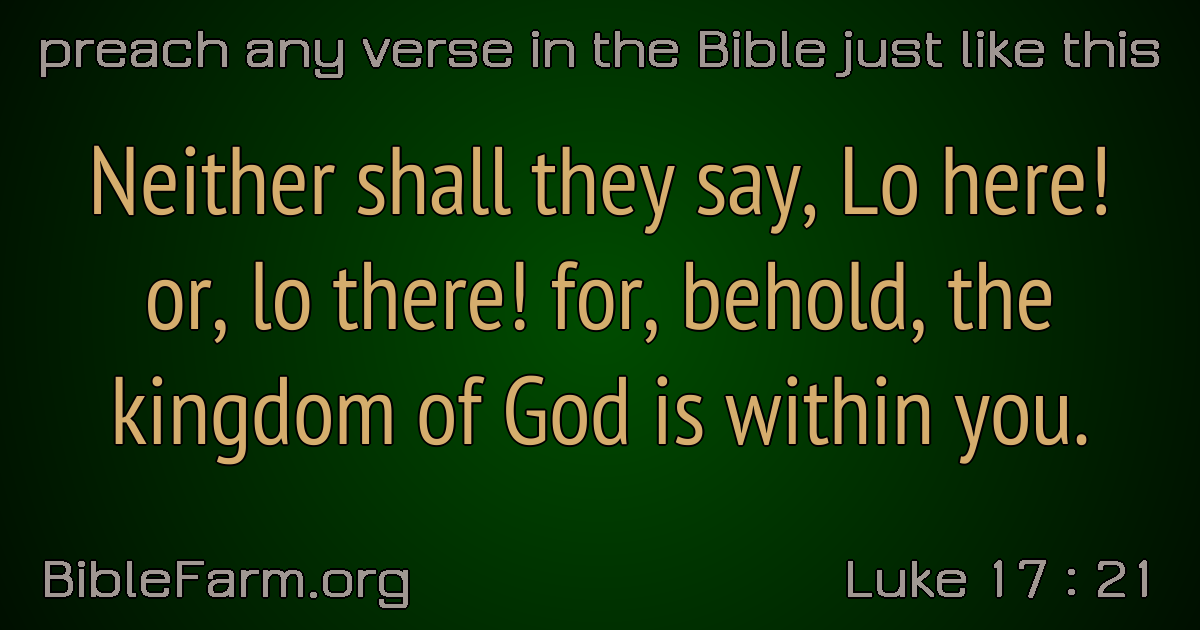 preach any verse in the Bible just like this
Neither shall they say, Lo here!
or, lo there! for, behold, the
kingdom of God is within you.
BibleFarm.org
Luke 17 : 21